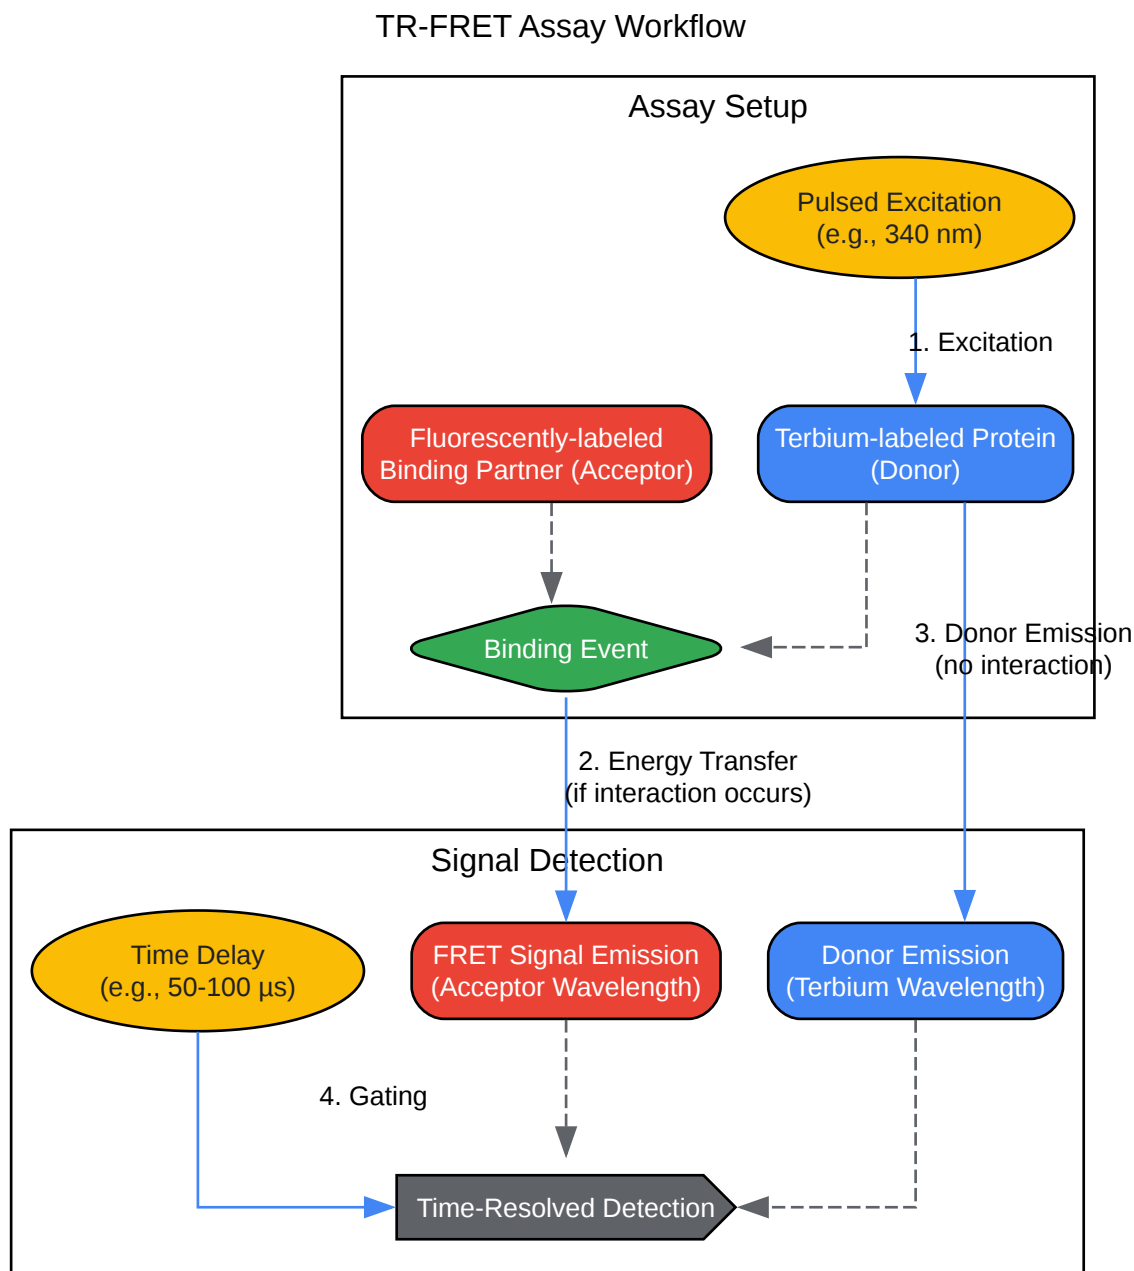 TR-FRET Assay Workflow
Assay Setup
Pulsed Excitation
(e.g., 340 nm)
1. Excitation
Fluorescently-labeled
Binding Partner (Acceptor)
Terbium-labeled Protein
(Donor)
Binding Event
3. Donor Emission
(no interaction)
2. Energy Transfer
(if interaction occurs)
Signal Detection
Time Delay
(e.g., 50-100 µs)
FRET Signal Emission
(Acceptor Wavelength)
Donor Emission
(Terbium Wavelength)
4. Gating
Time-Resolved Detection